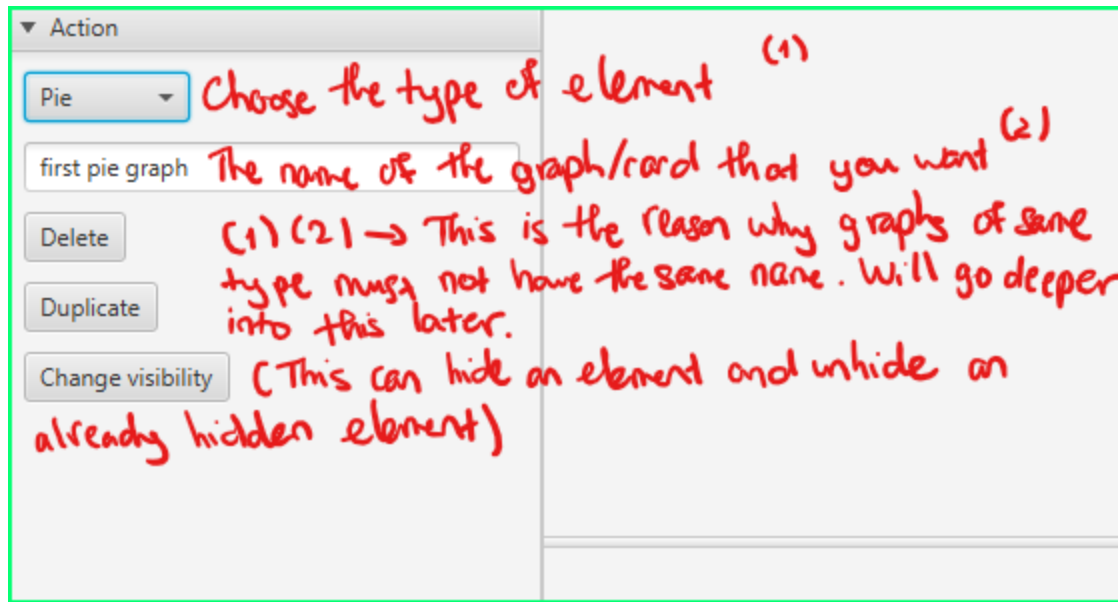 Action
Pie Choose the type of element (1)
first pie graph The name of the graph/card that you want (2)
Delete (1) (2) → This is the reason why graphs of same
type must not have the same name. Will go deeper
Duplicate into this later.
Change visibility (This can hide an element and unhide an
already hidden element)